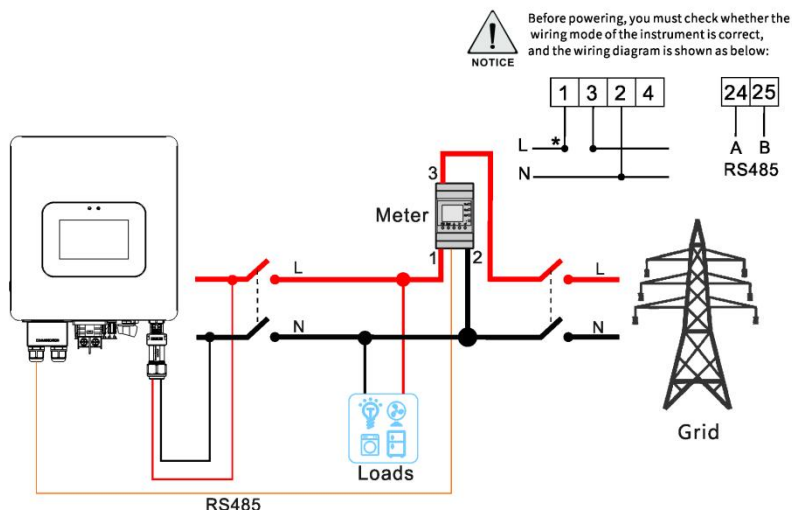 Before powering, you must check whether the
wiring mode of the instrument is correct,
and the wiring diagram is shown as below:
NOTICE
1 3 2 4
24 25
L * 
N
A B
RS485
3
Meter
1 2
L L
N N
Loads
Grid
RS485